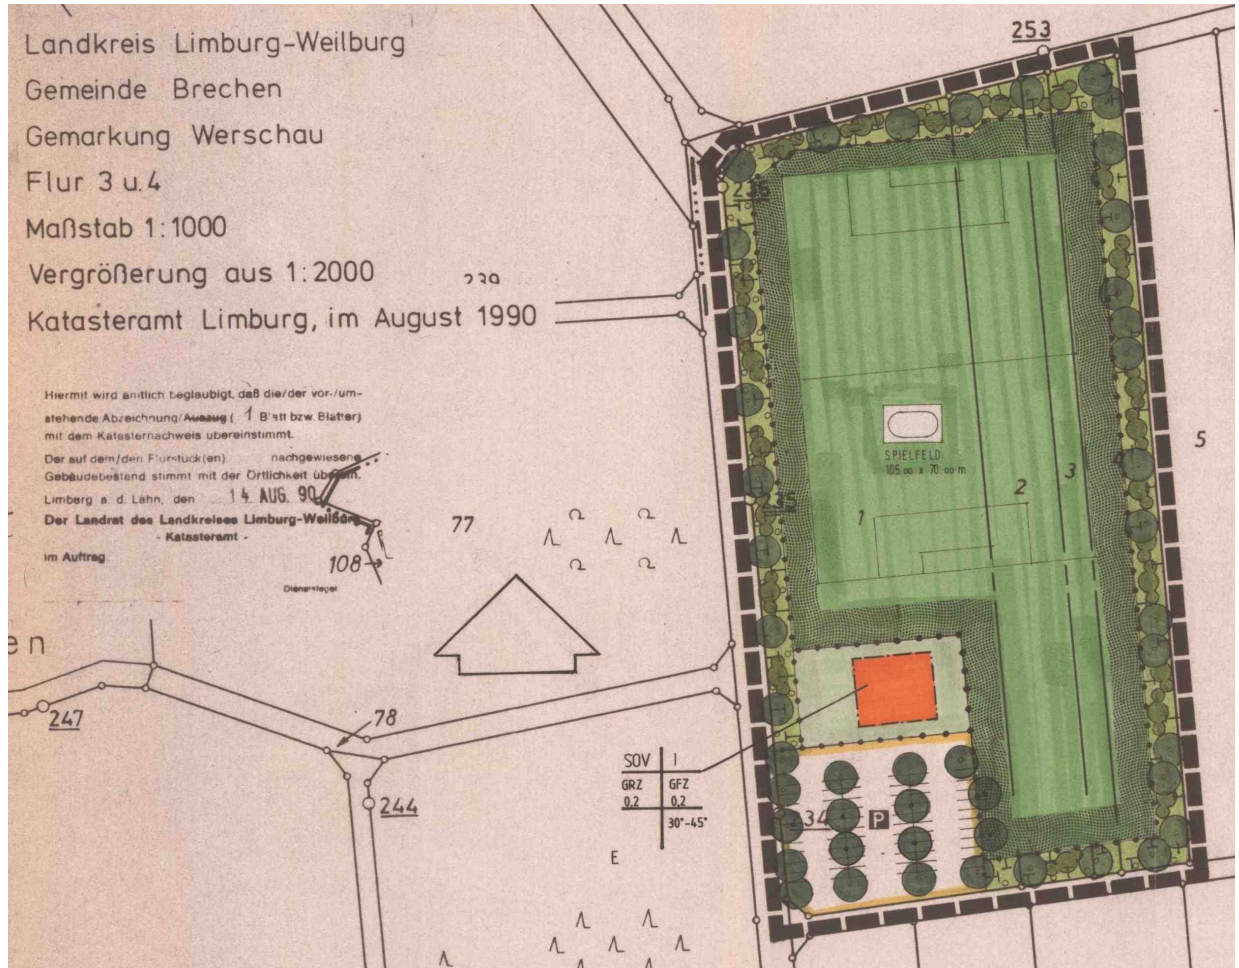 Landkreis Limburg-Weilburg
Gemeinde Brechen
Gemarkung Werschau
Flur 3 u. 4
Maßstab 1:1000
Vergrößerung aus 1:2000
Katasteramt Limburg, im August 1990
239
Hiermit wird amtlich beglaubigt, daß die/der vor-/um-
stehende Abzeichnung/Auszug ( 1 Blatt bzw. Blätter)
mit dem Katasternachweis übereinstimmt.
Der auf dem/den Flurstück(en) nachgewiesene
Gebäudebestand stimmt mit der Örtlichkeit überein.
Limburg a. d. Lahn, den 14. AUG. 90
Der Landrat des Landkreises Limburg-Weilburg
- Katasteramt -
im Auftrag
Dienstsiegel
108
77
en
247
78
244
253
236
SPIELFELD
105.00 x 70.00 m
1
2
3
4
5
235
SOV I
GRZ GFZ
0,2 0,2
30°-45°
E
234
P